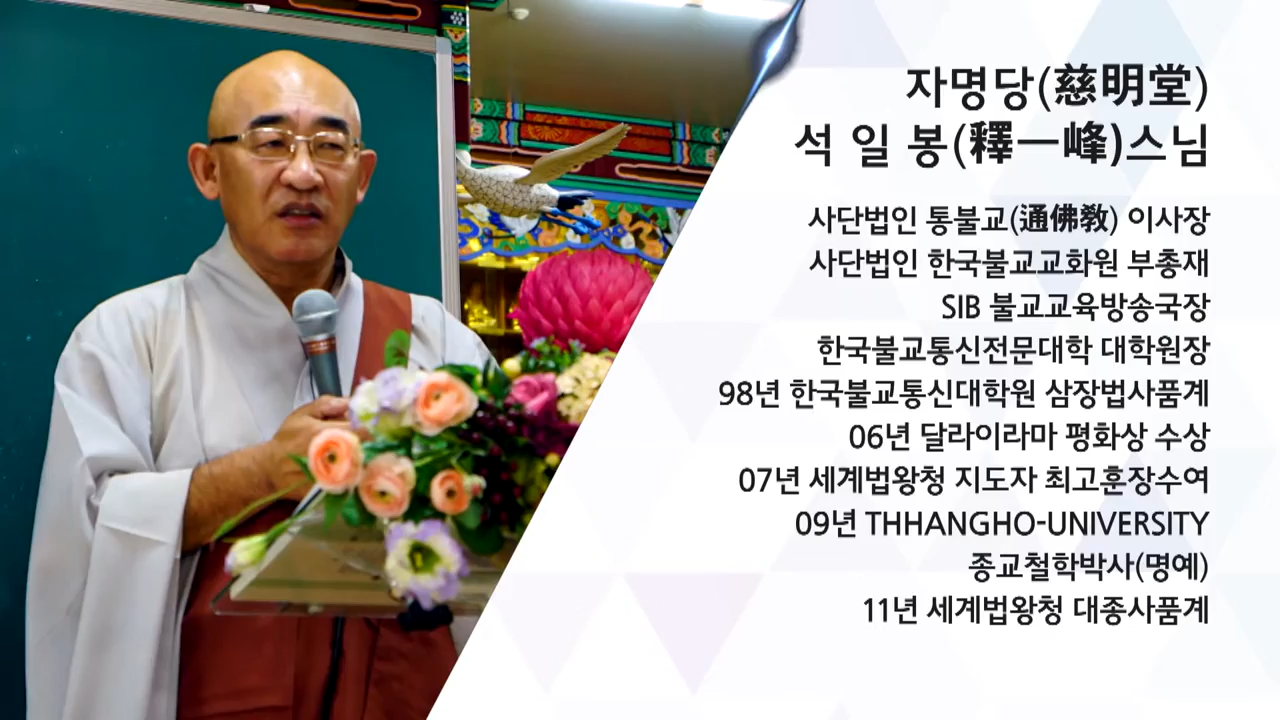 자명당(慈明堂)
석 일 봉(釋一峰)스님
사단법인 통불교(通佛敎) 이사장
사단법인 한국불교교화원 부총재
SIB 불교교육방송국장
한국불교통신전문대학 대학원장
98년 한국불교통신대학원 삼장법사품계
06년 달라이라마 평화상 수상
07년 세계법왕청 지도자 최고훈장수여
09년 THHANGHO-UNIVERSITY
종교철학박사(명예)
11년 세계법왕청 대종사품계